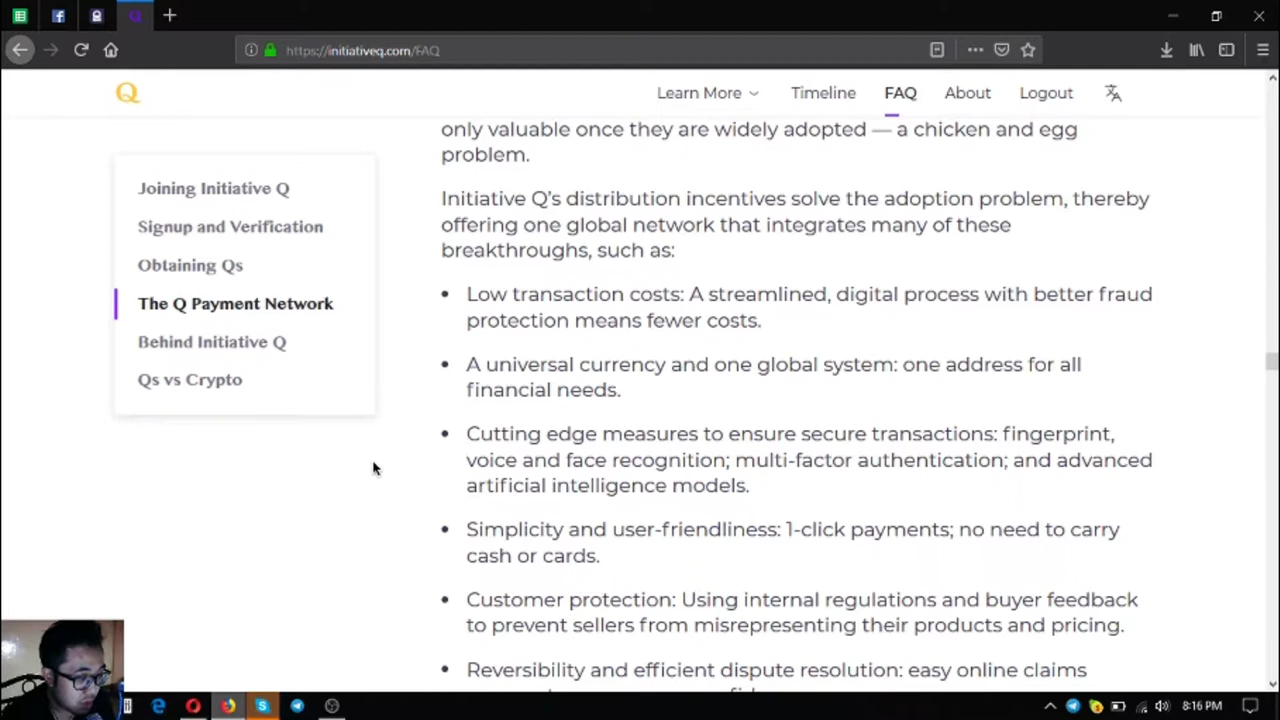 https://initiativeq.com/FAQ
Q
Learn More
Timeline
FAQ
About
Logout
only valuable once they are widely adopted — a chicken and egg
problem.
Joining Initiative Q
Signup and Verification
Obtaining Qs
The Q Payment Network
Behind Initiative Q
Qs vs Crypto
Initiative Q's distribution incentives solve the adoption problem, thereby
offering one global network that integrates many of these
breakthroughs, such as:
• Low transaction costs: A streamlined, digital process with better fraud
protection means fewer costs.
• A universal currency and one global system: one address for all
financial needs.
• Cutting edge measures to ensure secure transactions: fingerprint,
voice and face recognition; multi-factor authentication; and advanced
artificial intelligence models.
• Simplicity and user-friendliness: 1-click payments; no need to carry
cash or cards.
• Customer protection: Using internal regulations and buyer feedback
to prevent sellers from misrepresenting their products and pricing.
• Reversibility and efficient dispute resolution: easy online claims
8:16 PM